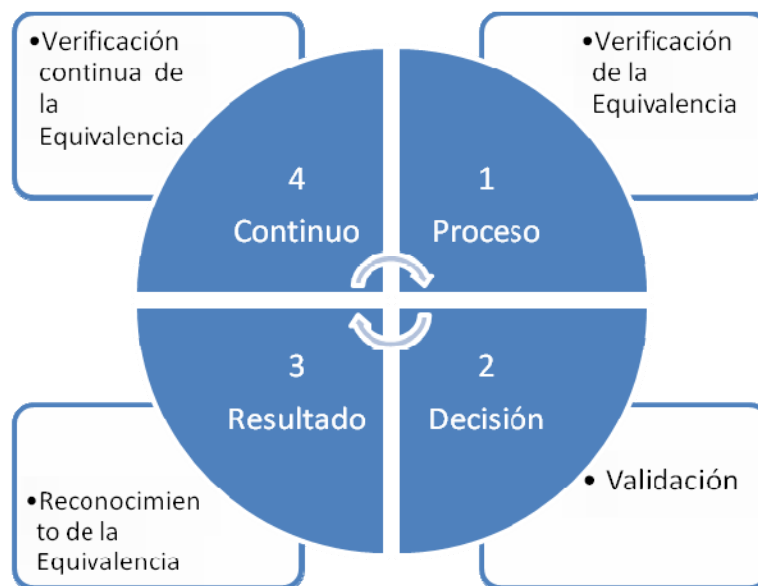 •Verificación
continua de
la
Equivalencia
•Verificación
de la
Equivalencia
4
Continuo
1
Proceso
3
Resultado
2
Decisión
•Reconocimien
to de la
Equivalencia
• Validación